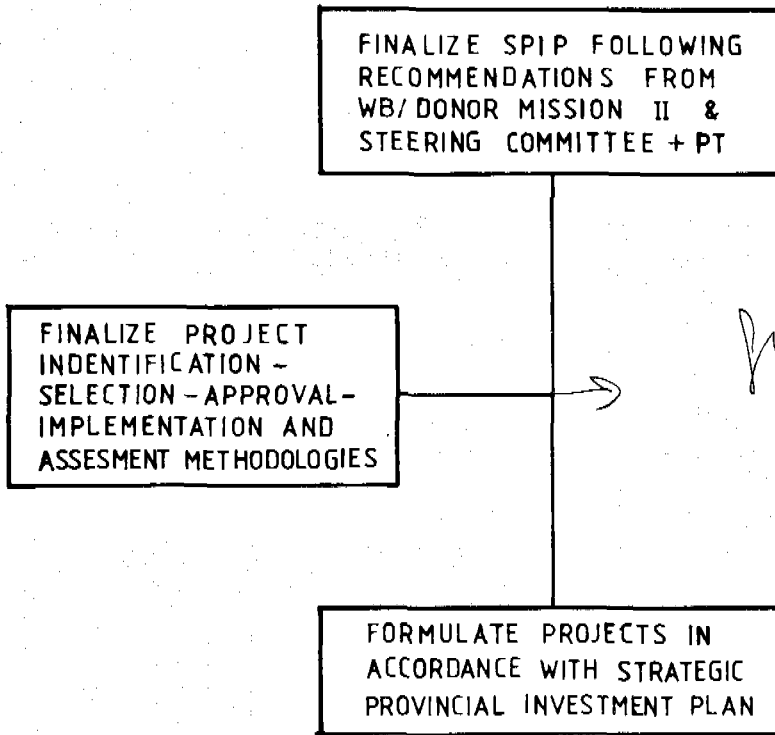 FINALIZE SPIP FOLLOWING
RECOMMENDATIONS FROM
WB/DONOR MISSION II &
STEERING COMMITTEE + PT
FINALIZE PROJECT
INDENTIFICATION -
SELECTION - APPROVAL -
IMPLEMENTATION AND
ASSESMENT METHODOLOGIES
FORMULATE PROJECTS IN
ACCORDANCE WITH STRATEGIC
PROVINCIAL INVESTMENT PLAN